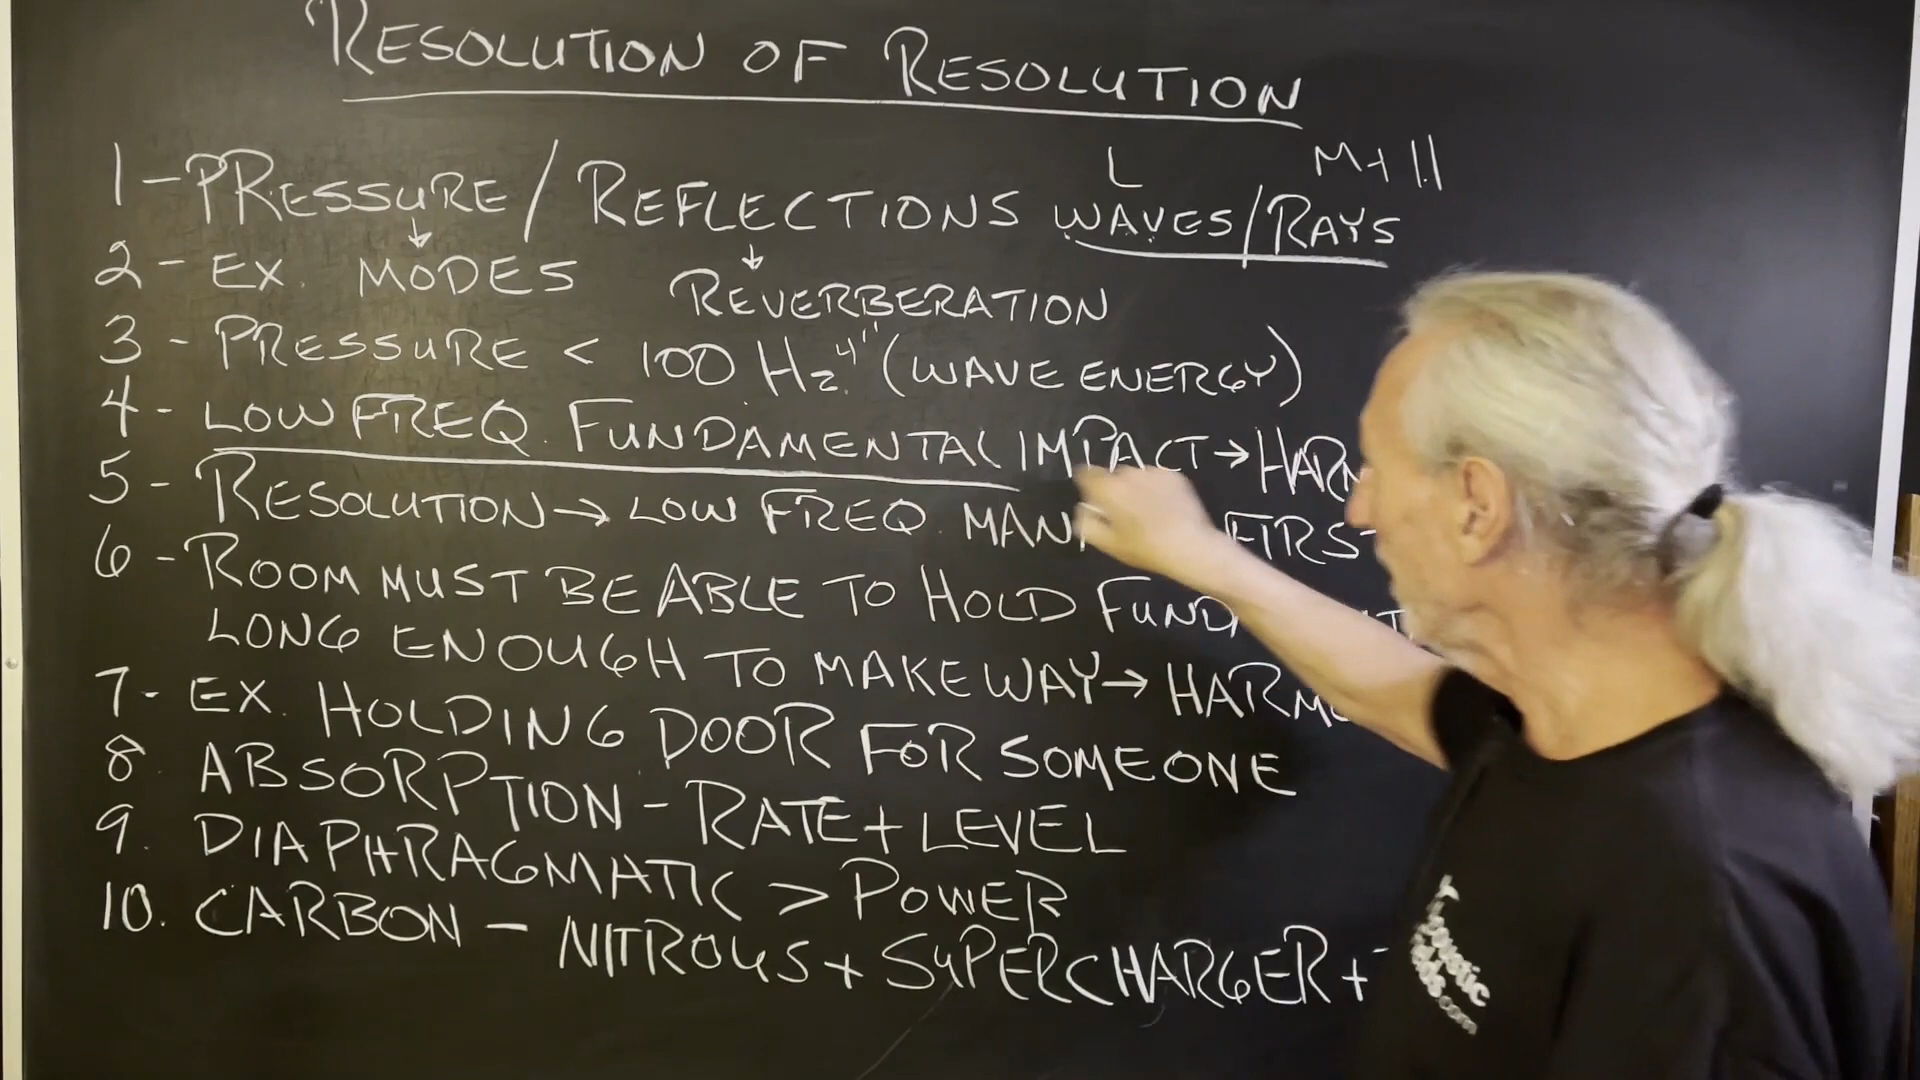 RESOLUTION OF RESOLUTION
L M+H
1-PRESSURE/REFLECTIONS WAVES/RAYS
2- EX. MODES REVERBERATION
3- PRESSURE < 100 Hz 4' (WAVE ENERGY)
4- LOW FREQ. FUNDAMENTAL IMPACT→HARM
5- RESOLUTION→LOW FREQ. MAN FIRST
6-ROOM MUST BE ABLE TO HOLD FUND
LONG ENOUGH TO MAKE WAY→HARMO
7- EX. HOLDING DOOR FOR SOMEONE
8. ABSORPTION-RATE+LEVEL
9. DIAPHRAGMATIC > POWER
10. CARBON - NITROUS+SUPERCHARGER+